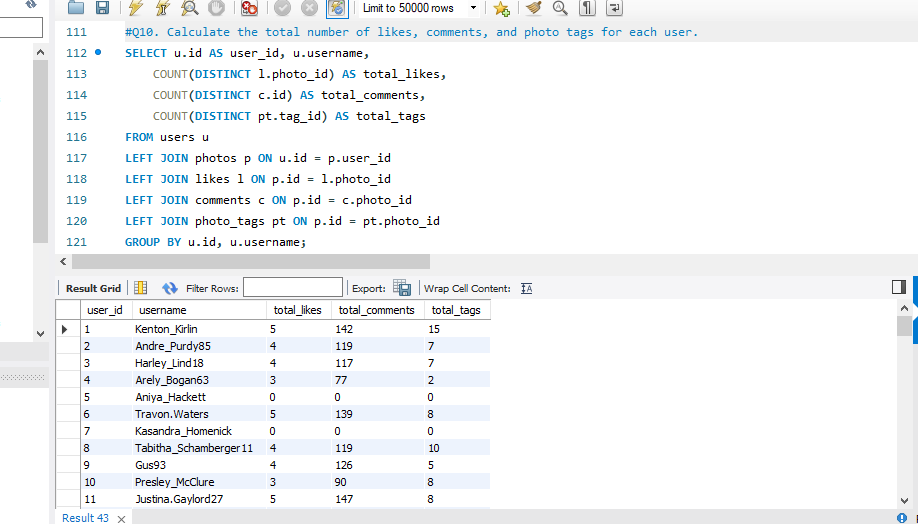 Limit to 50000 rows
111 #Q10. Calculate the total number of likes, comments, and photo tags for each user.
112 SELECT u.id AS user_id, u.username,
113 COUNT(DISTINCT l.photo_id) AS total_likes,
114 COUNT(DISTINCT c.id) AS total_comments,
115 COUNT(DISTINCT pt.tag_id) AS total_tags
116 FROM users u
117 LEFT JOIN photos p ON u.id = p.user_id
118 LEFT JOIN likes l ON p.id = l.photo_id
119 LEFT JOIN comments c ON p.id = c.photo_id
120 LEFT JOIN photo_tags pt ON p.id = pt.photo_id
121 GROUP BY u.id, u.username;
Result Grid Filter Rows: Export: Wrap Cell Content: IA
user_id username total_likes total_comments total_tags
1 Kenton_Kirlin 5 142 15
2 Andre_Purdy85 4 119 7
3 Harley_Lind18 4 117 7
4 Arely_Bogan63 3 77 2
5 Aniya_Hackett 0 0 0
6 Travon.Waters 5 139 8
7 Kasandra_Homenick 0 0 0
8 Tabitha_Schamberger11 4 119 10
9 Gus93 4 126 5
10 Presley_McClure 3 90 8
11 Justina.Gaylord27 5 147 8
Result 43